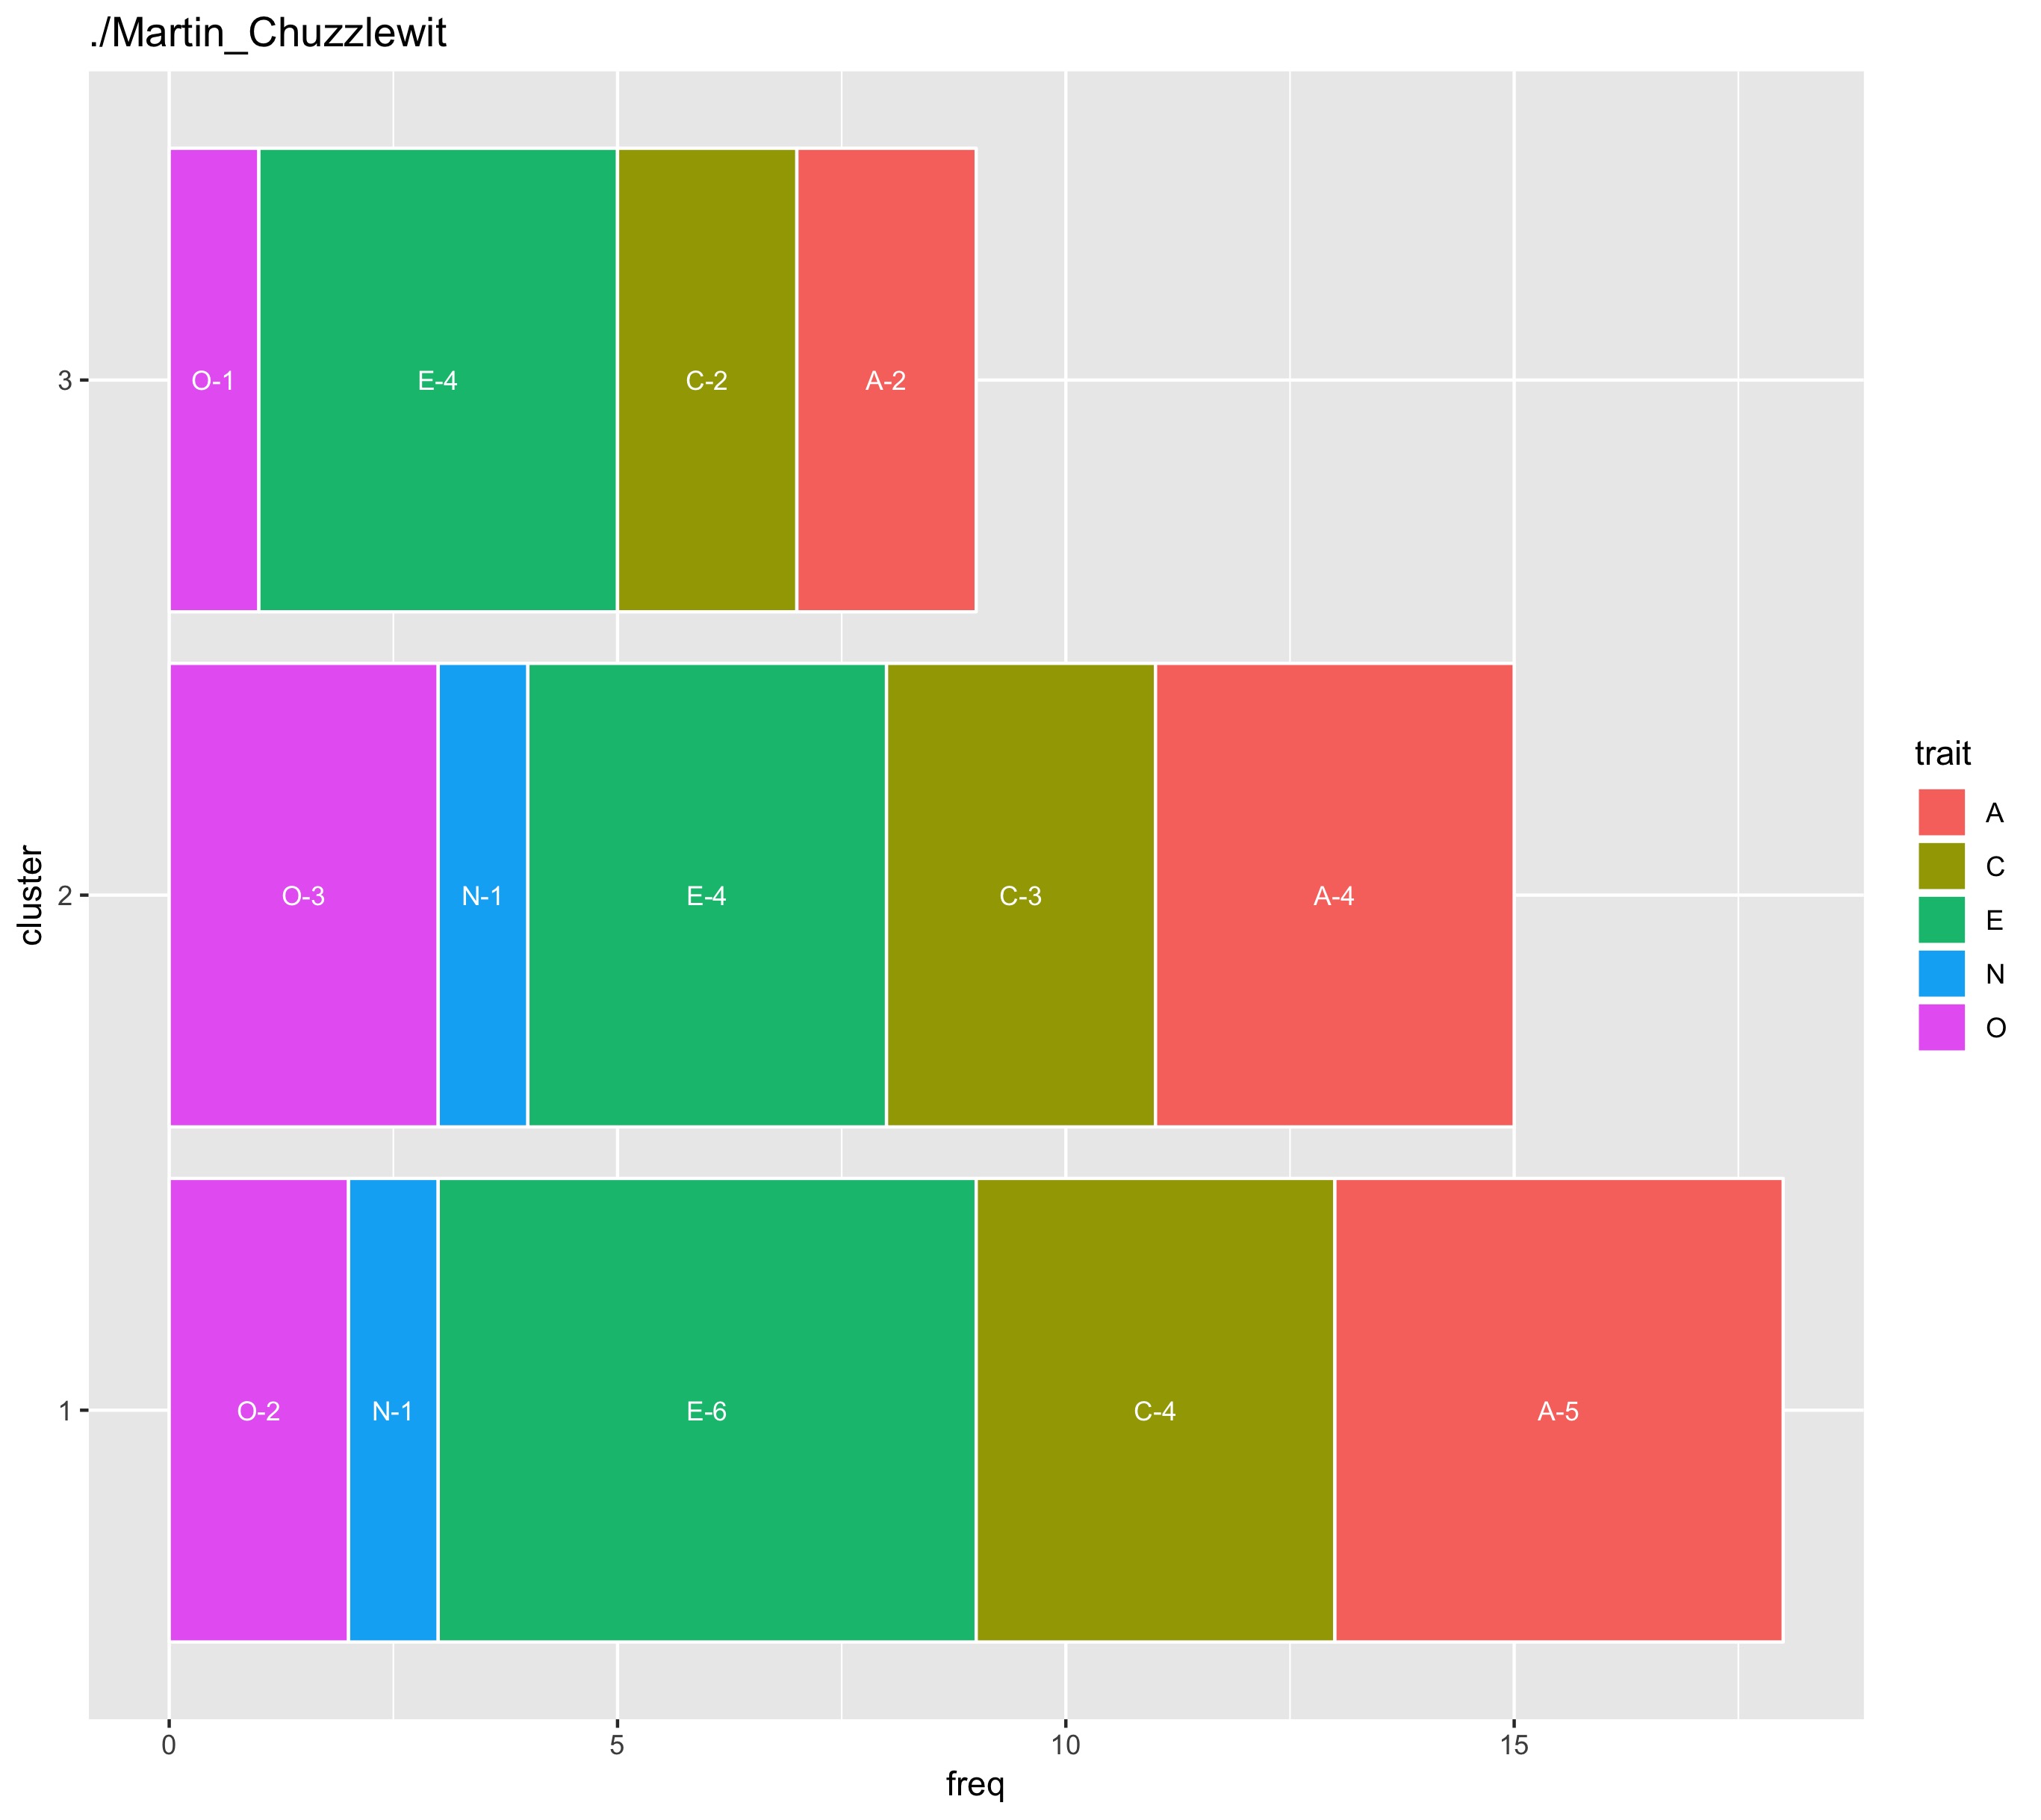 ./Martin_Chuzzlewit
3
O-1 E-4 C-2 A-2
2
O-3 N-1 E-4 C-3 A-4
1
O-2 N-1 E-6 C-4 A-5
cluster
0 5 10 15
freq
trait
A
C
E
N
O